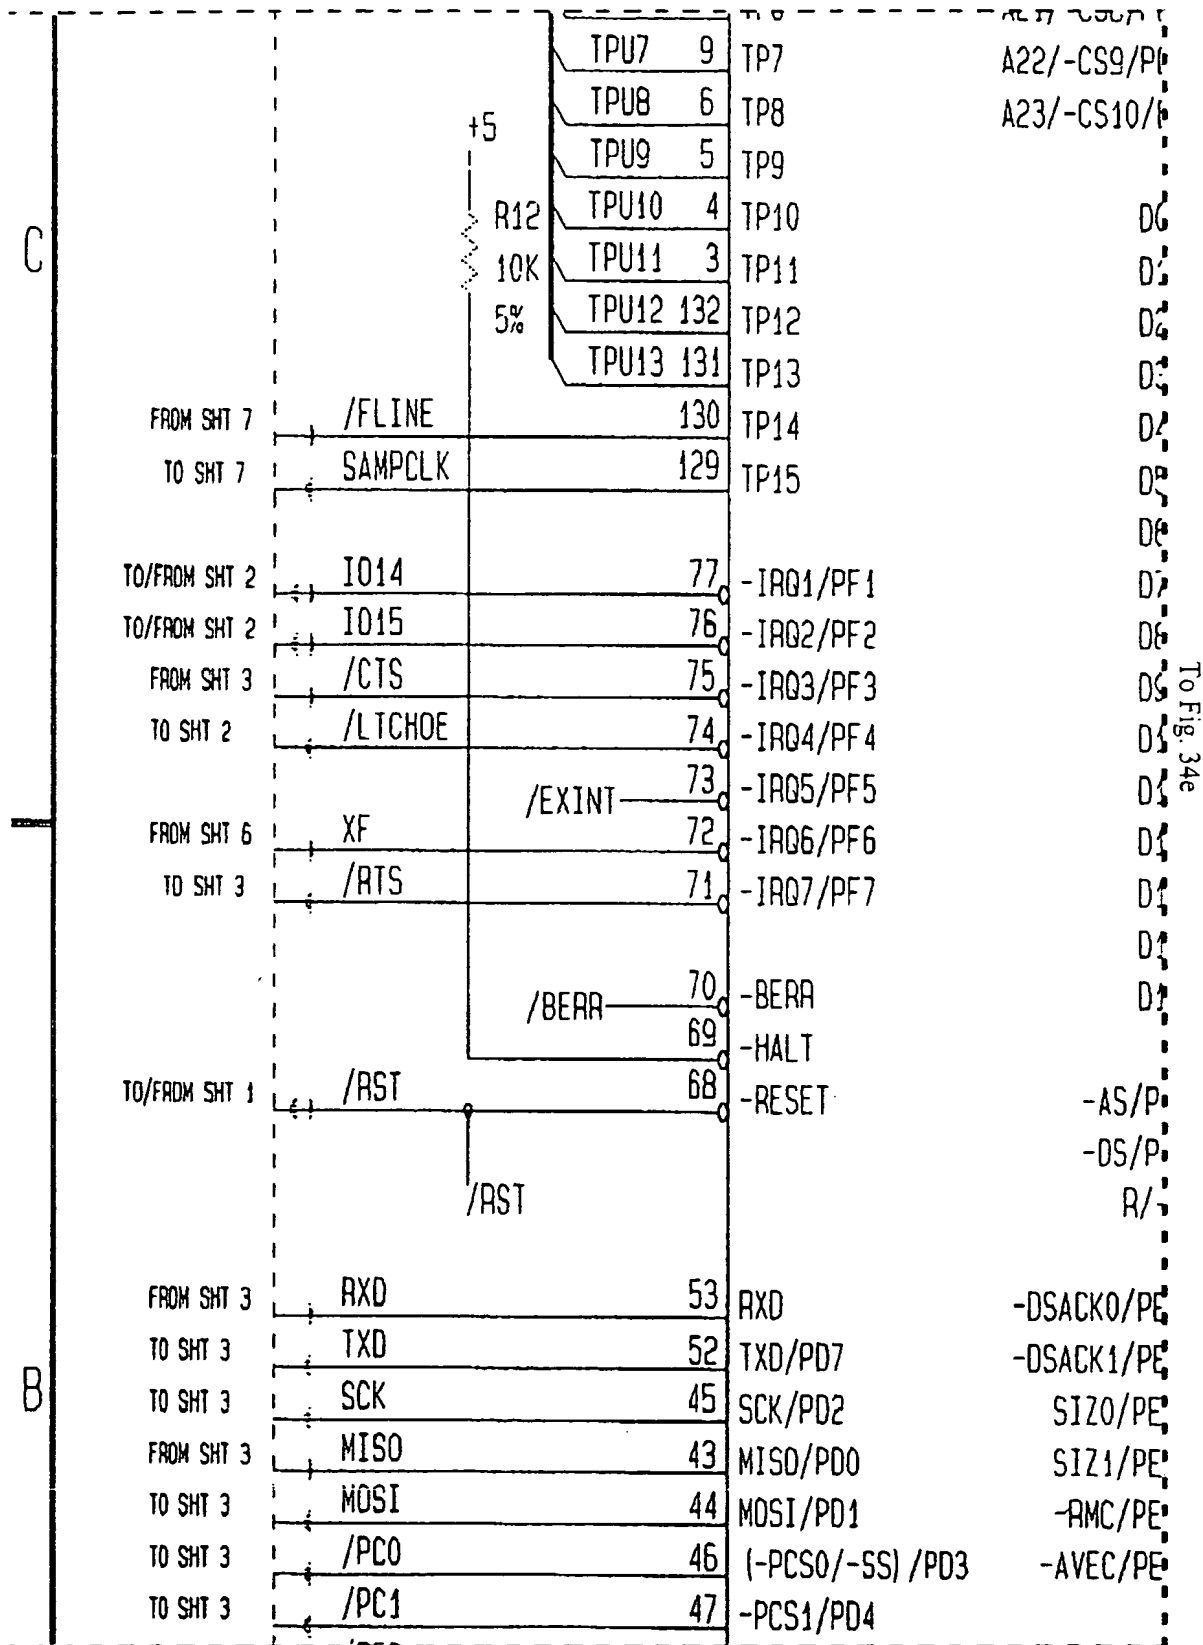 TPU7 9 TP7 A22/-CS9/P
TPU8 6 TP8 A23/-CS10/
+5
TPU9 5 TP9
R12 TPU10 4 TP10
C
10K TPU11 3 TP11
5% TPU12 132 TP12
TPU13 131 TP13
FROM SHT 7 /FLINE 130 TP14
TO SHT 7 SAMPCLK 129 TP15 D5
TO/FROM SHT 2 IO14 77 -IRQ1/PF1 D7
TO/FROM SHT 2 IO15 76 -IRQ2/PF2
FROM SHT 3 /CTS 75 -IRQ3/PF3
TO SHT 2 /LTCHOE 74 -IRQ4/PF4 D1
To Fig. 34e
/EXINT 73 -IRQ5/PF5 D1
FROM SHT 6 XF 72 -IRQ6/PF6 D1
TO SHT 3 /RTS 71 -IRQ7/PF7 D1
D1
/BERR 70 -BERR D1
69 -HALT
TO/FROM SHT 1 /RST 68 -RESET -AS/P
-DS/P
/RST R/-
FROM SHT 3 RXD 53 RXD -DSACK0/PE
TO SHT 3 TXD 52 TXD/PD7 -DSACK1/PE
B
TO SHT 3 SCK 45 SCK/PD2 SIZ0/PE
FROM SHT 3 MISO 43 MISO/PD0 SIZ1/PE
TO SHT 3 MOSI 44 MOSI/PD1 -RMC/PE
TO SHT 3 /PC0 46 (-PCS0/-SS)/PD3 -AVEC/PE
TO SHT 3 /PC1 47 -PCS1/PD4